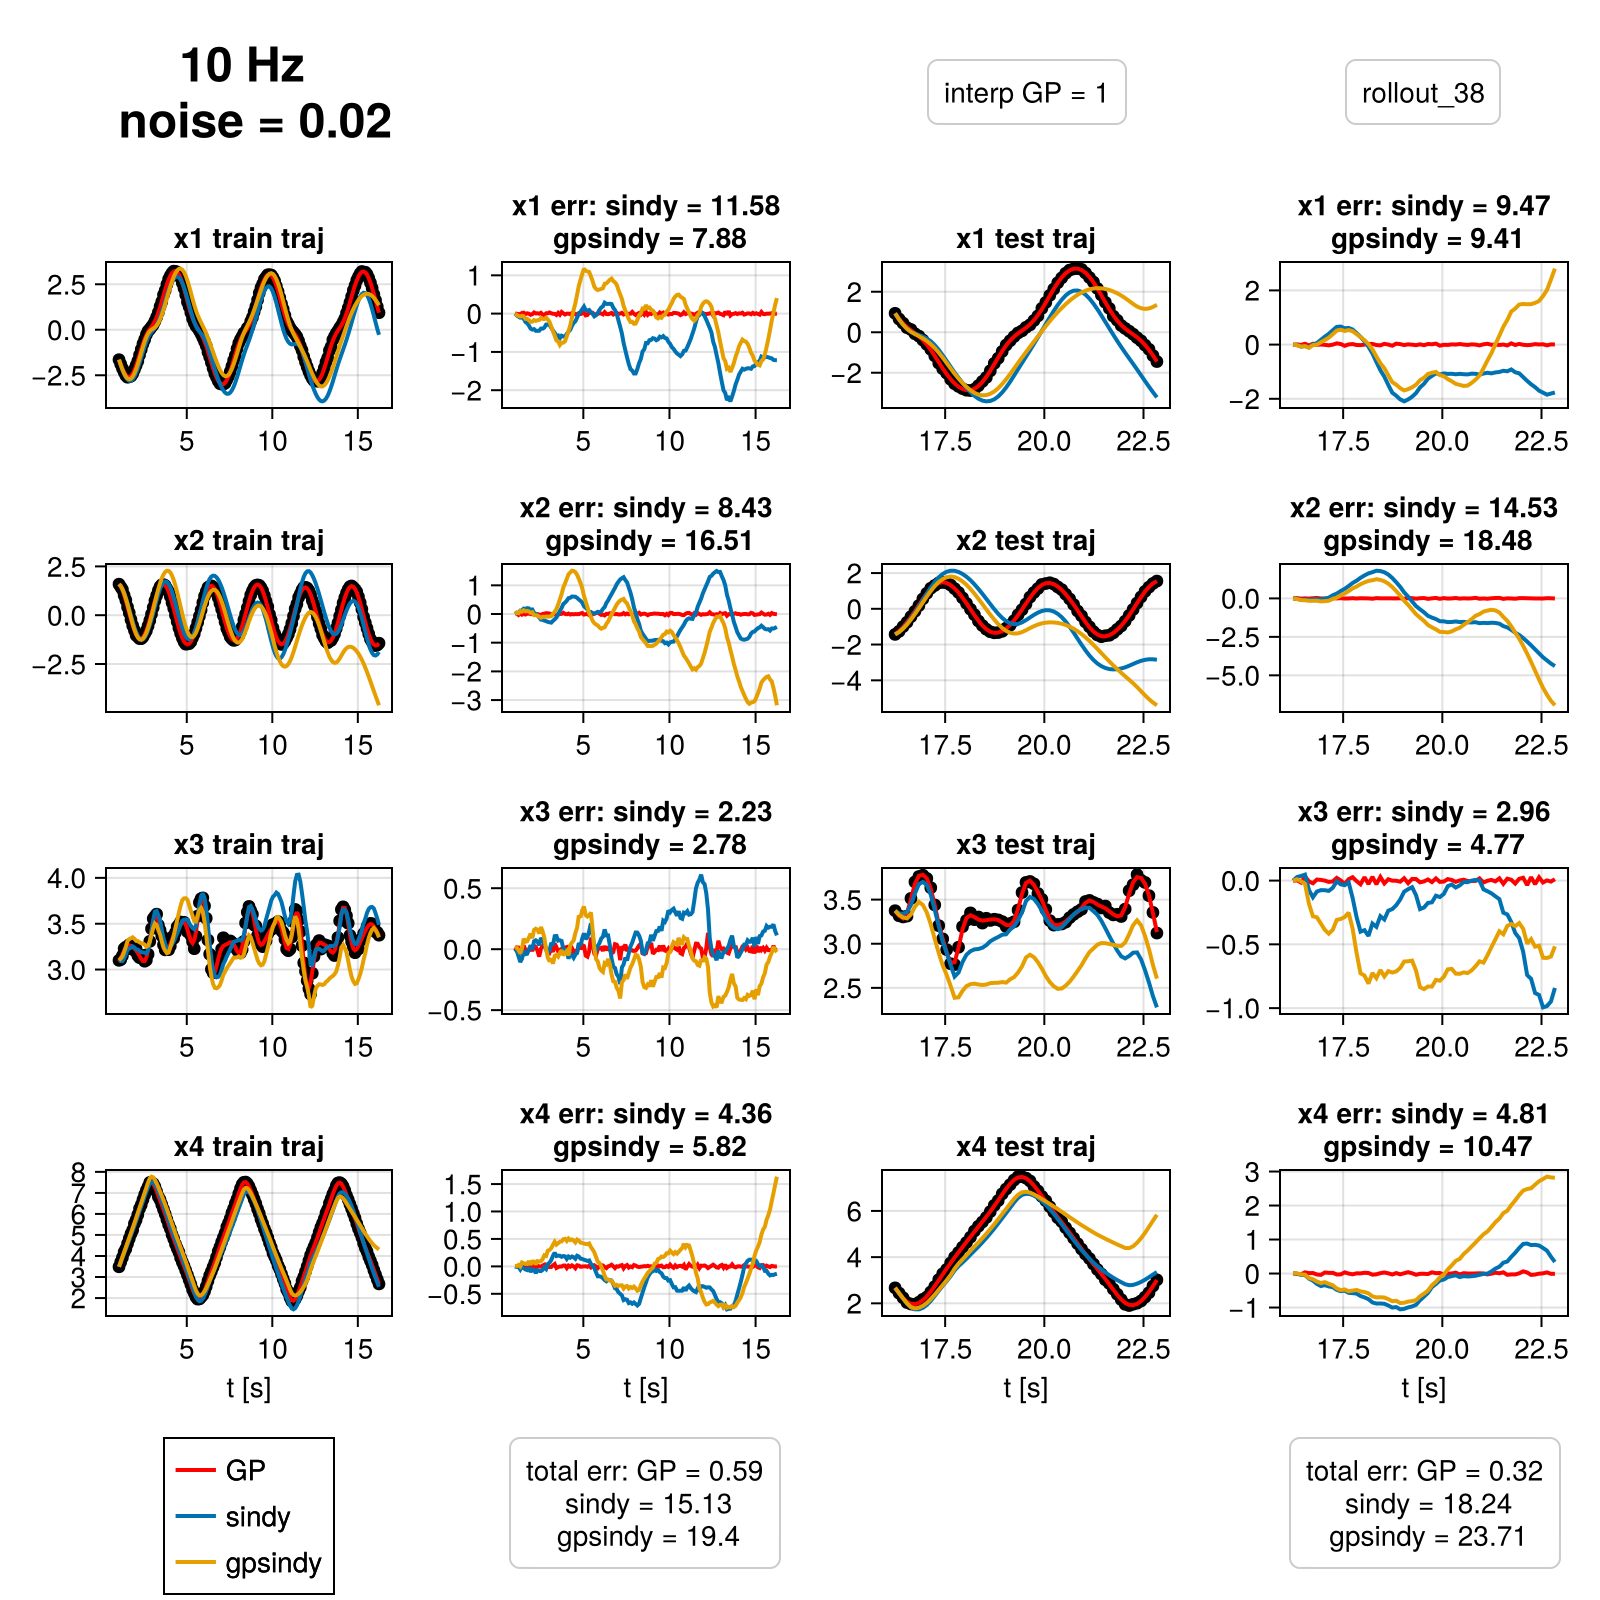 10 Hz
noise = 0.02
interp GP = 1
rollout_38
x1 train traj
x1 err: sindy = 11.58
gpsindy = 7.88
x1 test traj
x1 err: sindy = 9.47
gpsindy = 9.41
2.5
0.0
−2.5
5
10
15
1
0
−1
−2
5
10
15
2
0
−2
17.5
20.0
22.5
2
0
−2
17.5
20.0
22.5
x2 train traj
x2 err: sindy = 8.43
gpsindy = 16.51
x2 test traj
x2 err: sindy = 14.53
gpsindy = 18.48
2.5
0.0
−2.5
5
10
15
1
0
−1
−2
−3
5
10
15
2
0
−2
−4
17.5
20.0
22.5
0.0
−2.5
−5.0
17.5
20.0
22.5
x3 train traj
x3 err: sindy = 2.23
gpsindy = 2.78
x3 test traj
x3 err: sindy = 2.96
gpsindy = 4.77
4.0
3.5
3.0
5
10
15
0.5
0.0
−0.5
5
10
15
3.5
3.0
2.5
17.5
20.0
22.5
0.0
−0.5
−1.0
17.5
20.0
22.5
x4 train traj
x4 err: sindy = 4.36
gpsindy = 5.82
x4 test traj
x4 err: sindy = 4.81
gpsindy = 10.47
8
7
6
5
4
3
2
5
10
15
t [s]
1.5
1.0
0.5
0.0
−0.5
5
10
15
t [s]
6
4
2
17.5
20.0
22.5
t [s]
3
2
1
0
−1
17.5
20.0
22.5
t [s]
GP
sindy
gpsindy
total err: GP = 0.59
sindy = 15.13
gpsindy = 19.4
total err: GP = 0.32
sindy = 18.24
gpsindy = 23.71